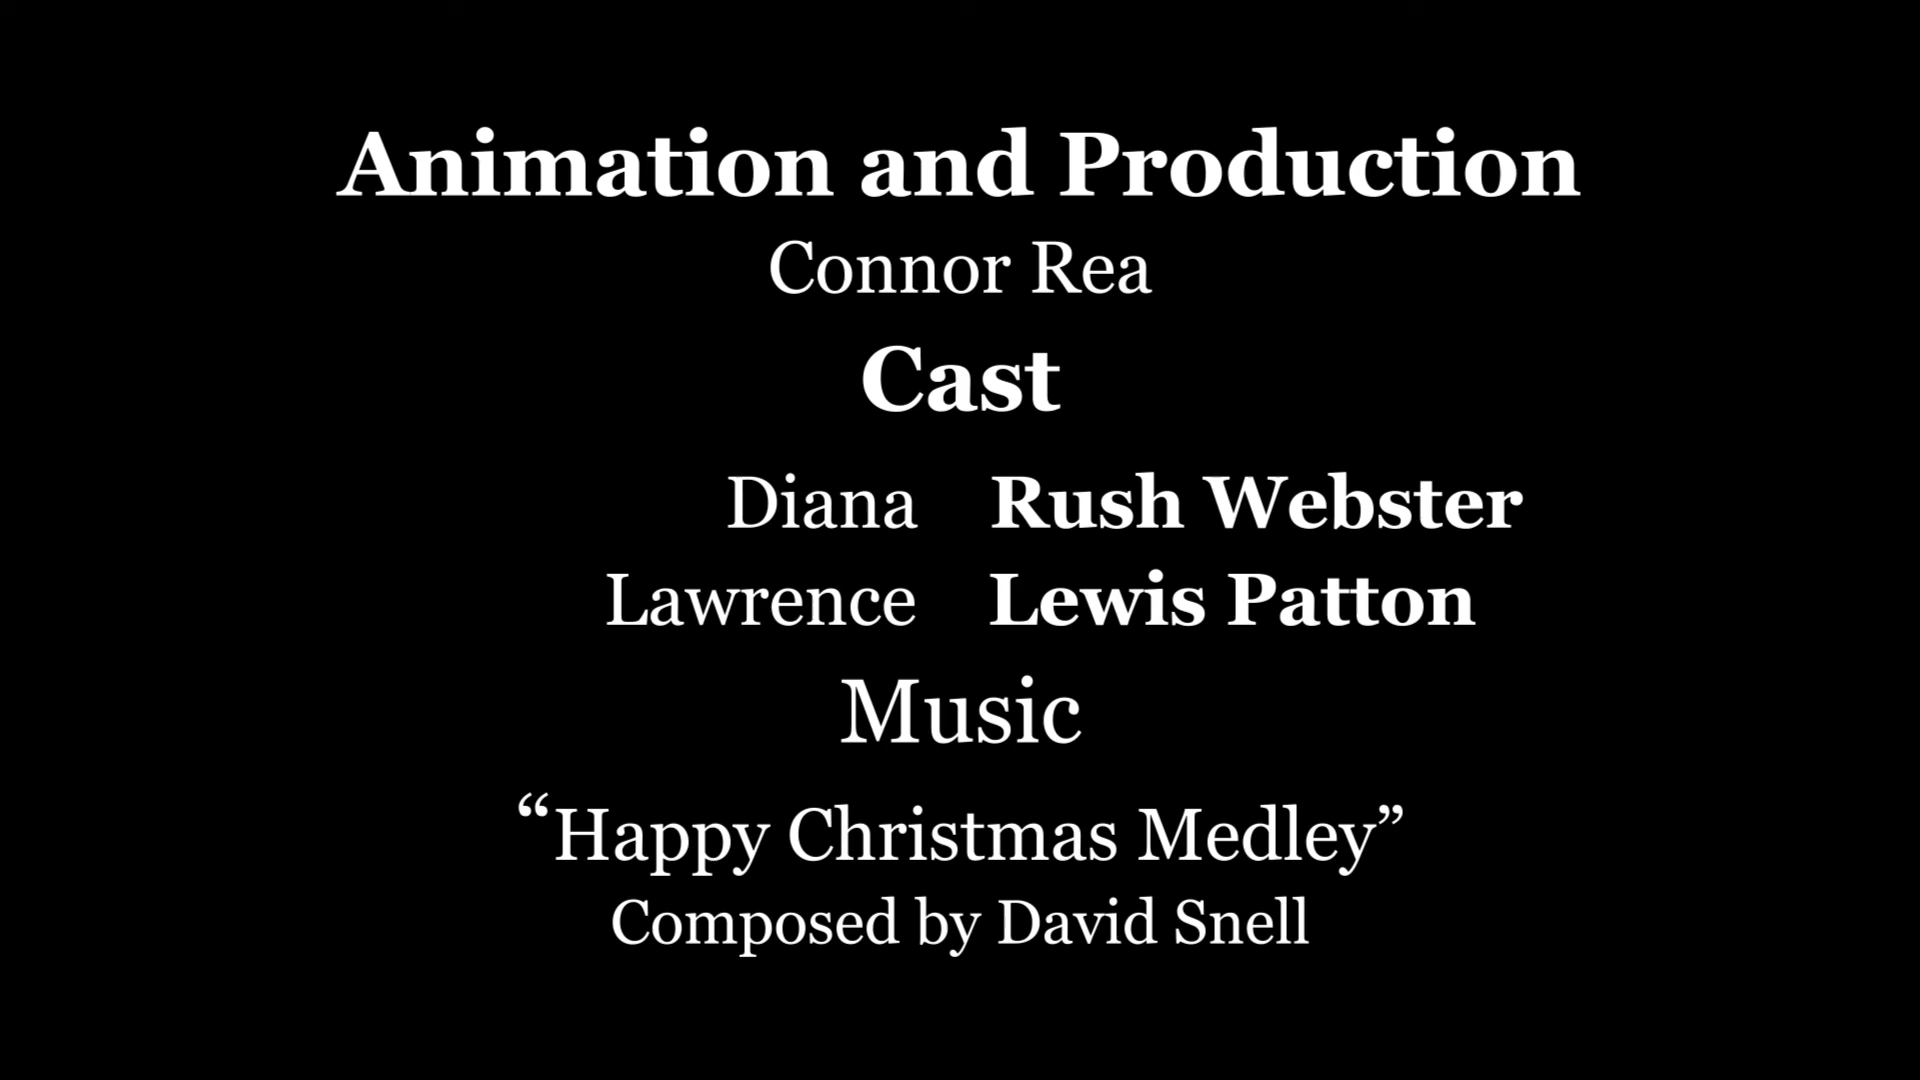 Animation and Production
Connor Rea
Cast
Diana Rush Webster
Lawrence Lewis Patton
Music
“Happy Christmas Medley”
Composed by David Snell